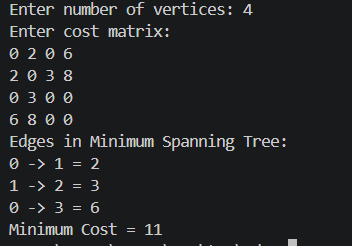 Enter number of vertices: 4
Enter cost matrix:
0 2 0 6
2 0 3 8
0 3 0 0
6 8 0 0
Edges in Minimum Spanning Tree:
0 -> 1 = 2
1 -> 2 = 3
0 -> 3 = 6
Minimum Cost = 11